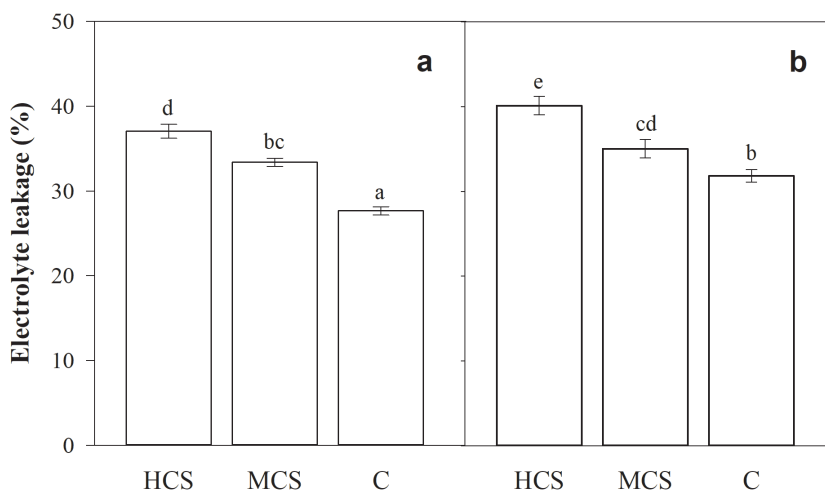 50
a
b
40
d
e
bc
cd
30
a
b
20
10
0
Electrolyte leakage (%)
HCS MCS C HCS MCS C